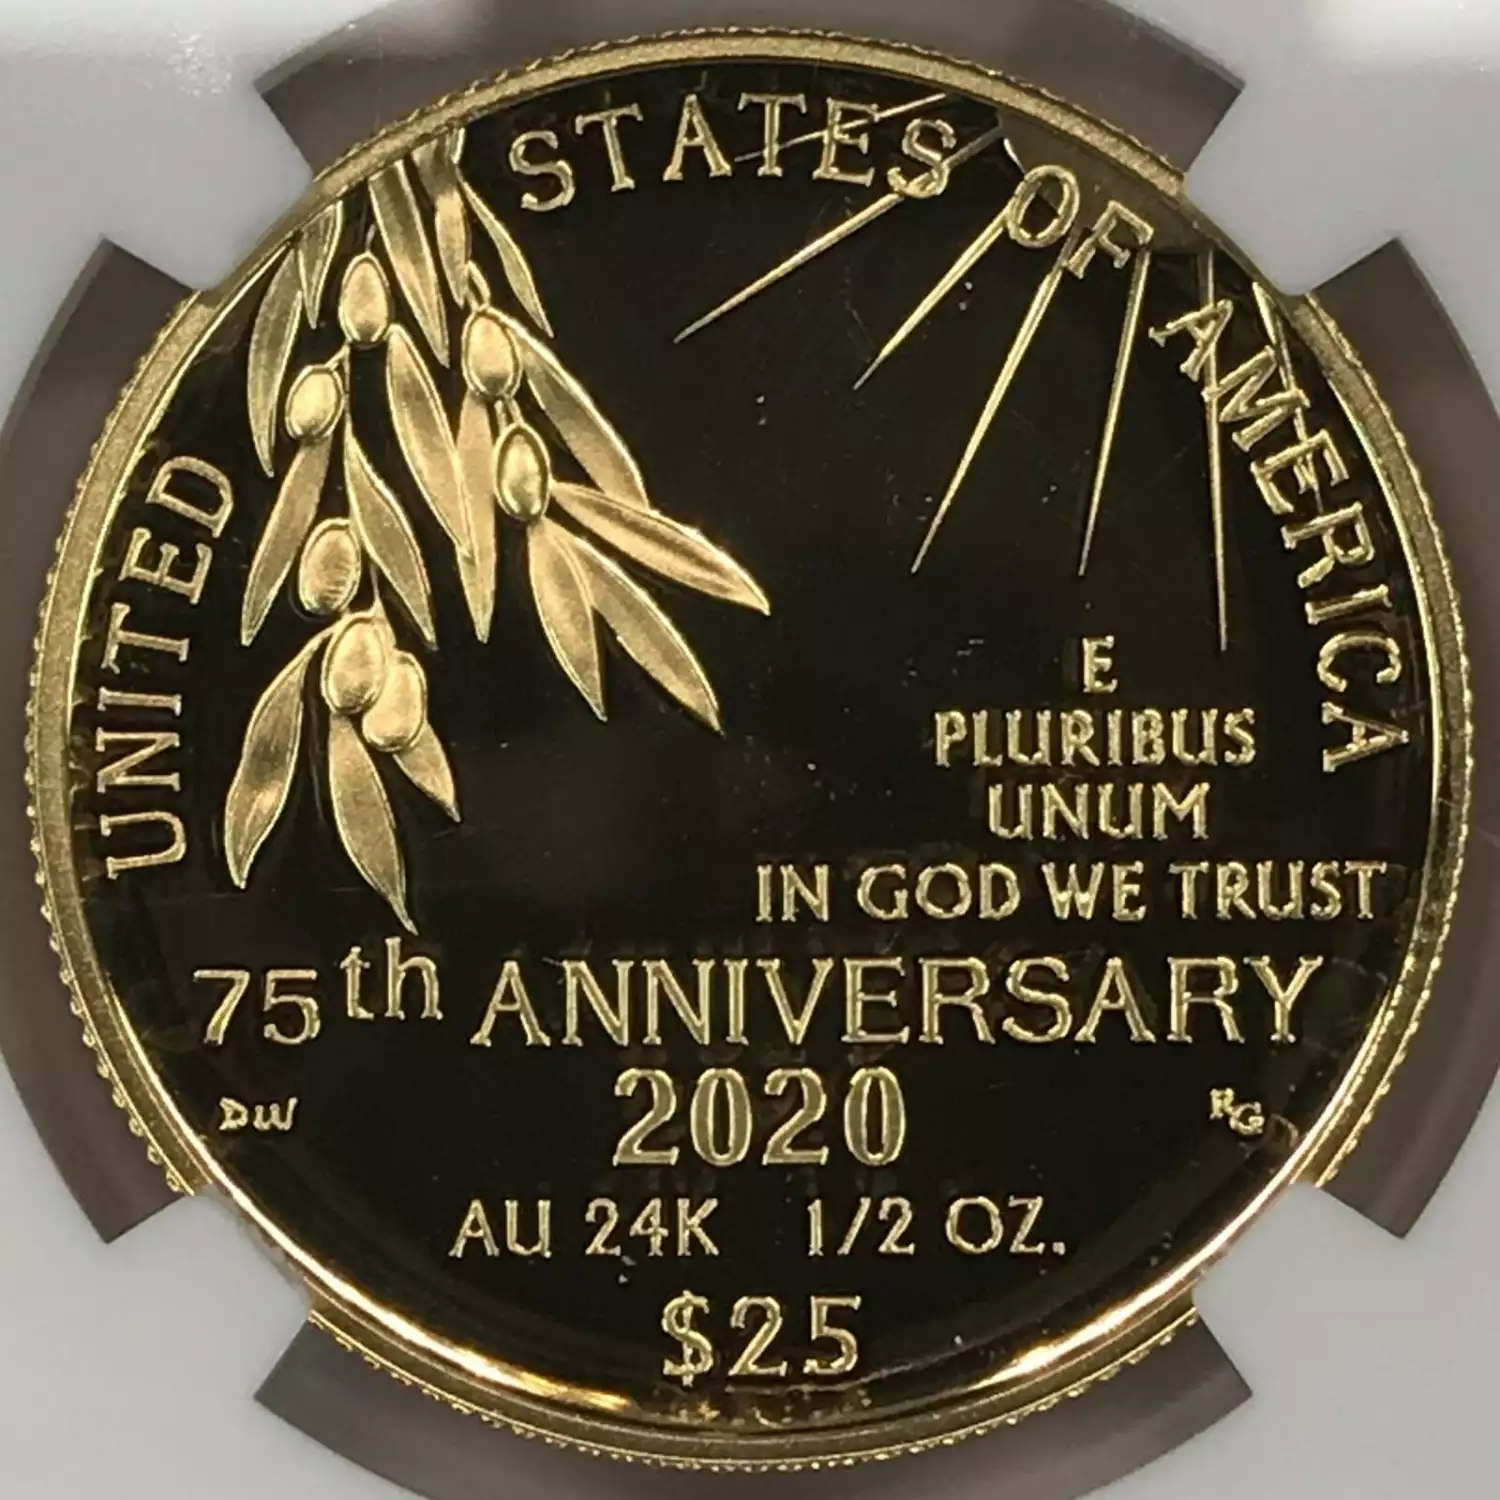 UNITED STATES OF AMERICA
E
PLURIBUS
UNUM
IN GOD WE TRUST
75th ANNIVERSARY
2020
DW
RG
AU 24K 1/2 OZ.
$25